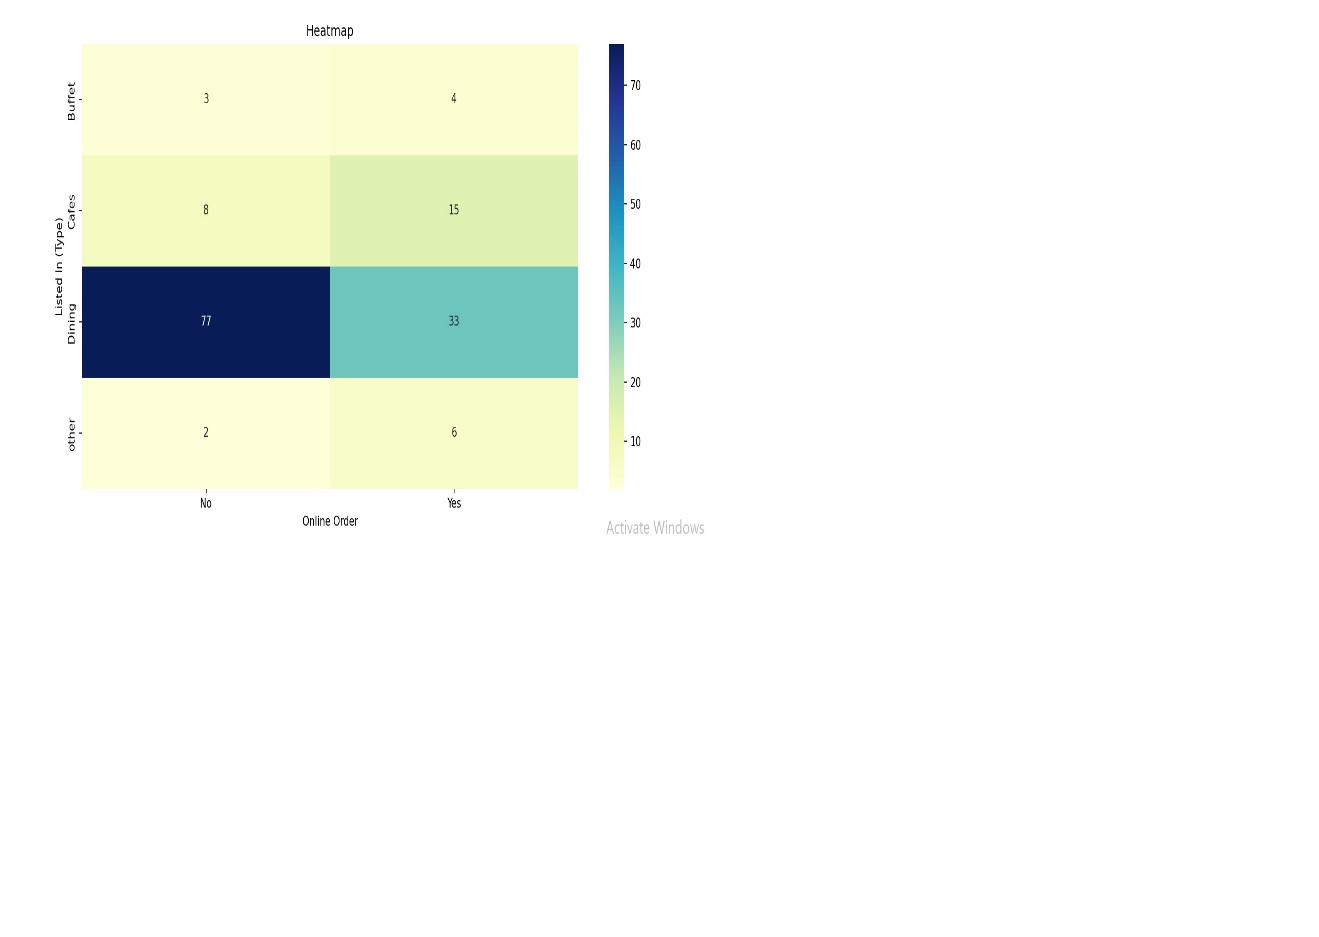 Heatmap
Buffet
3
4
70
60
Cafes
8
15
50
Listed In (Type)
40
Dining
77
33
30
20
other
2
6
10
No
Yes
Online Order
Activate Windows